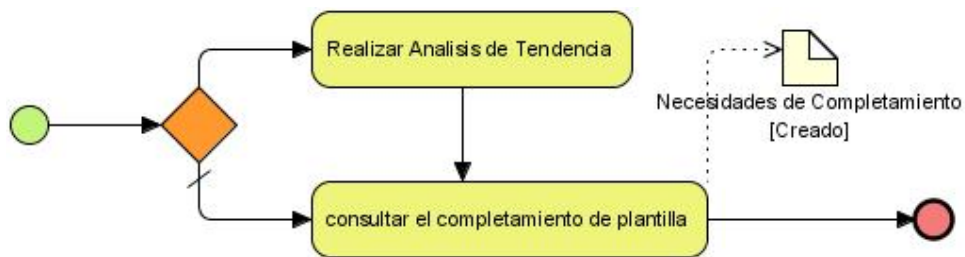 Realizar Analisis de Tendencia
Necesidades de Completamiento
[Creado]
consultar el completamiento de plantilla